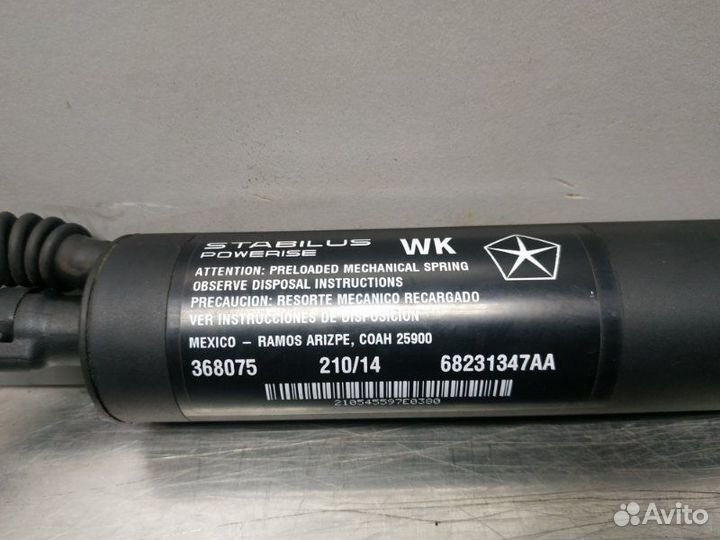 STABILUS WK
POWERISE
ATTENTION: PRELOADED MECHANICAL SPRING
OBSERVE DISPOSAL INSTRUCTIONS
PRECAUCION: RESORTE MECANICO RECARGADO
VER INSTRUCCIONES DE DISPOSICION
MEXICO – RAMOS ARIZPE, COAH 25900
368075 210/14 68231347AA
210545597E0380
Avito